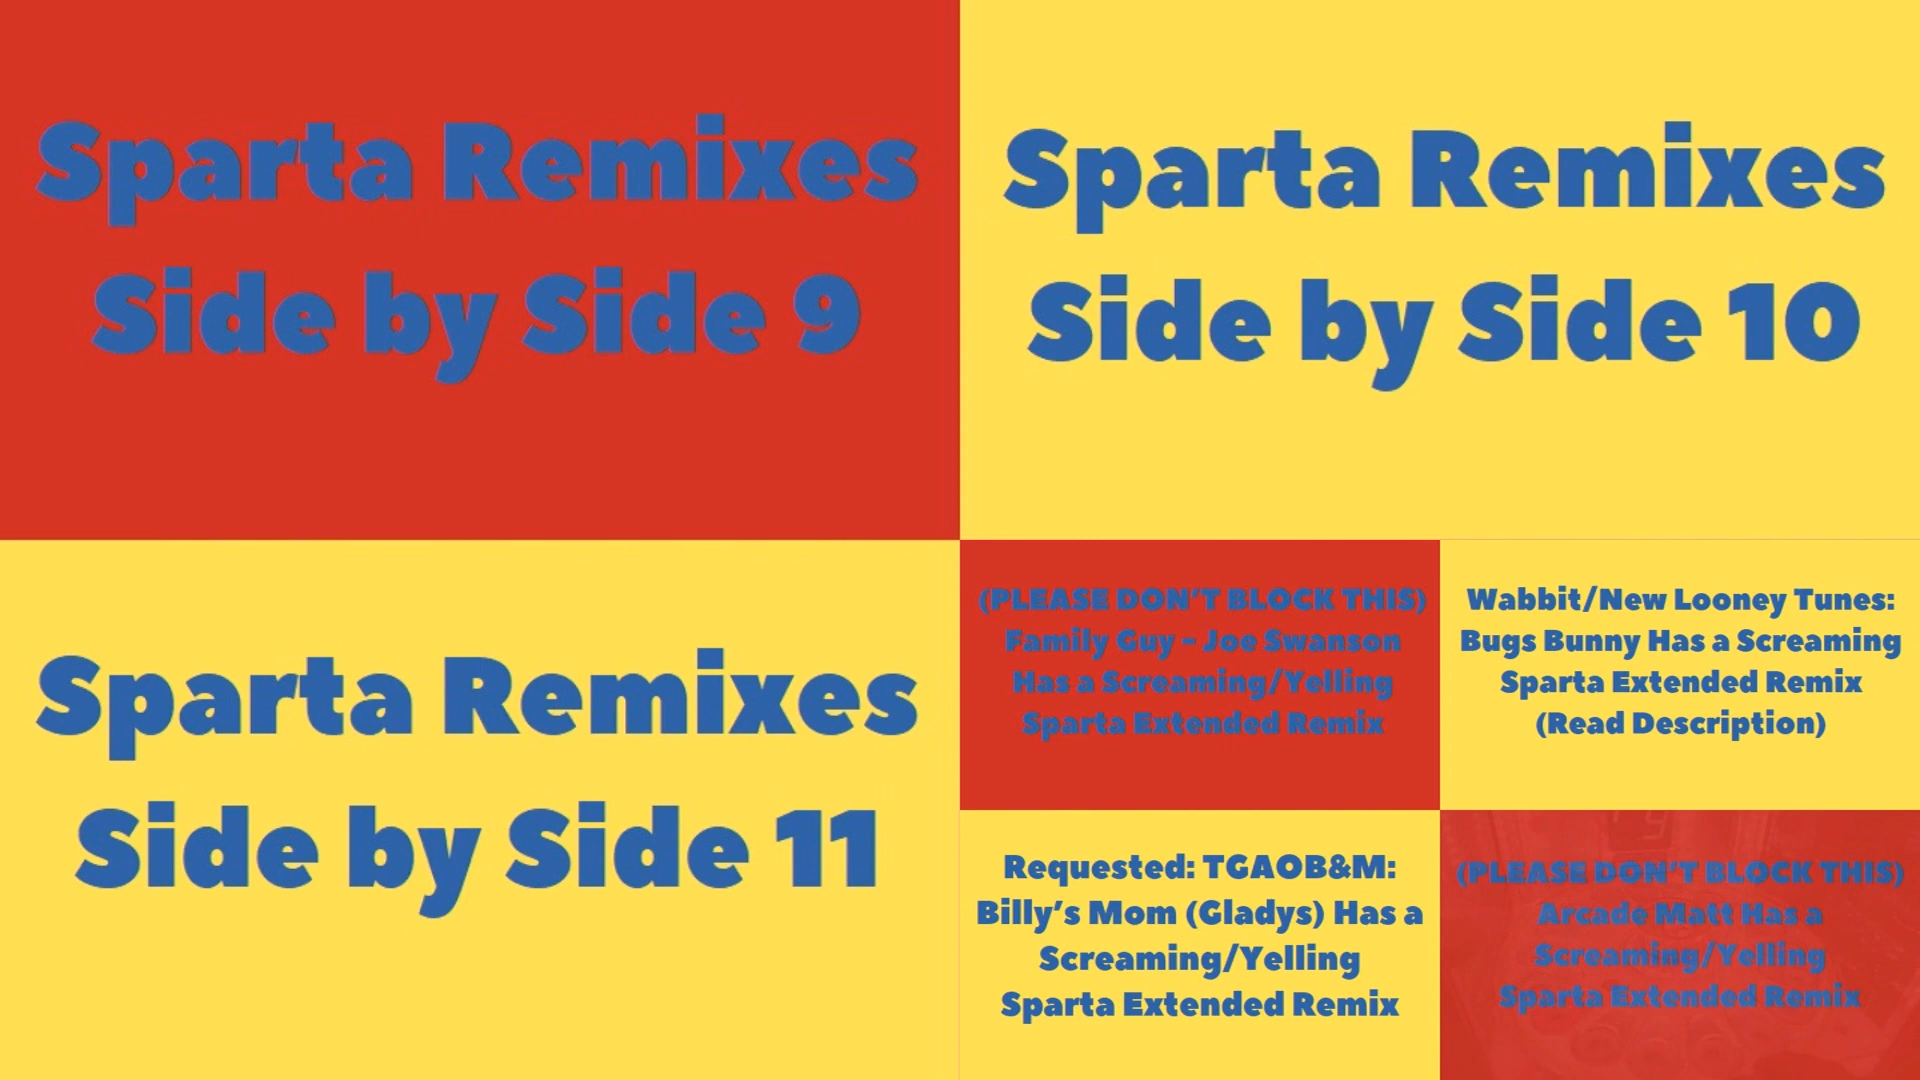 Sparta Remixes
Side by Side 9
Sparta Remixes
Side by Side 10
Sparta Remixes
Side by Side 11
(PLEASE DON'T BLOCK THIS)
Family Guy - Joe Swanson
Has a Screaming/Yelling
Sparta Extended Remix
Wabbit/New Looney Tunes:
Bugs Bunny Has a Screaming
Sparta Extended Remix
(Read Description)
Requested: TGAOB&M:
Billy's Mom (Gladys) Has a
Screaming/Yelling
Sparta Extended Remix
(PLEASE DON'T BLOCK THIS)
Arcade Matt Has a
Screaming/Yelling
Sparta Extended Remix